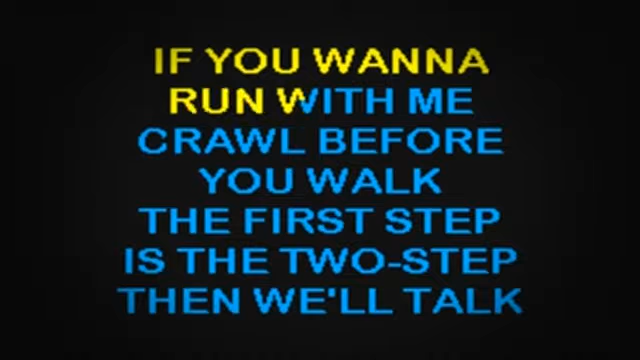 IF YOU WANNA
RUN WITH ME
CRAWL BEFORE
YOU WALK
THE FIRST STEP
IS THE TWO-STEP
THEN WE'LL TALK